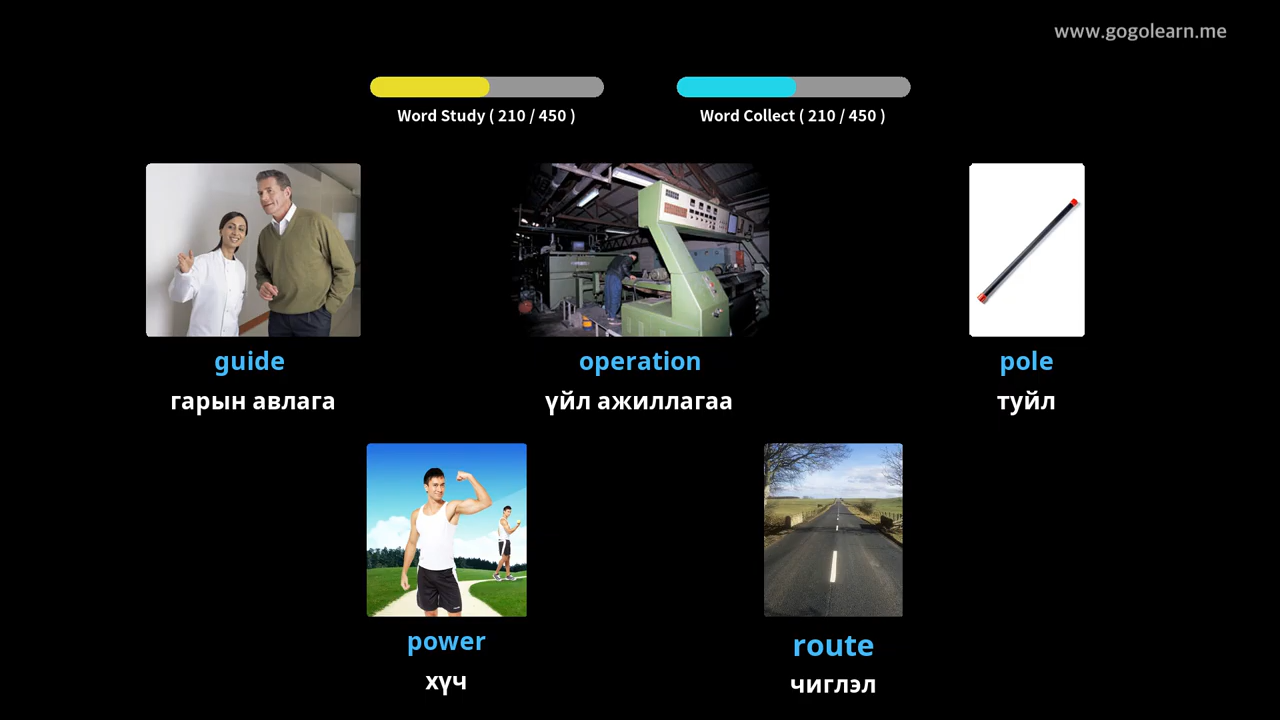 www.gogolearn.me
Word Study ( 210 / 450 )
Word Collect ( 210 / 450 )
guide
гарын авлага
operation
үйл ажиллагаа
pole
туйл
power
хүч
route
чиглэл